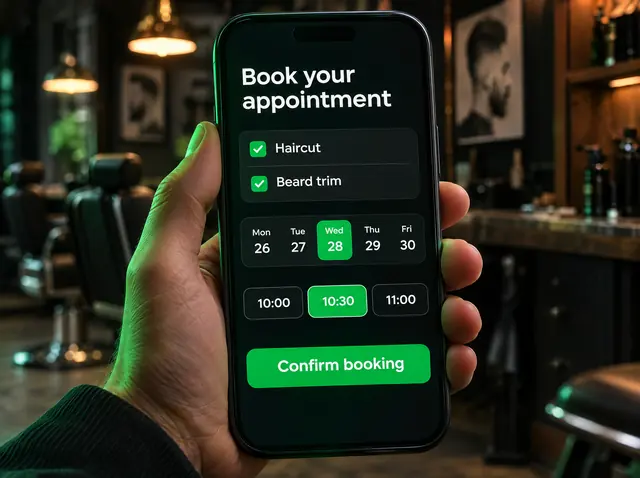 Book your
appointment
Haircut
Beard trim
Mon Tue Wed Thu Fri
26 27 28 29 30
10:00 10:30 11:00
Confirm booking